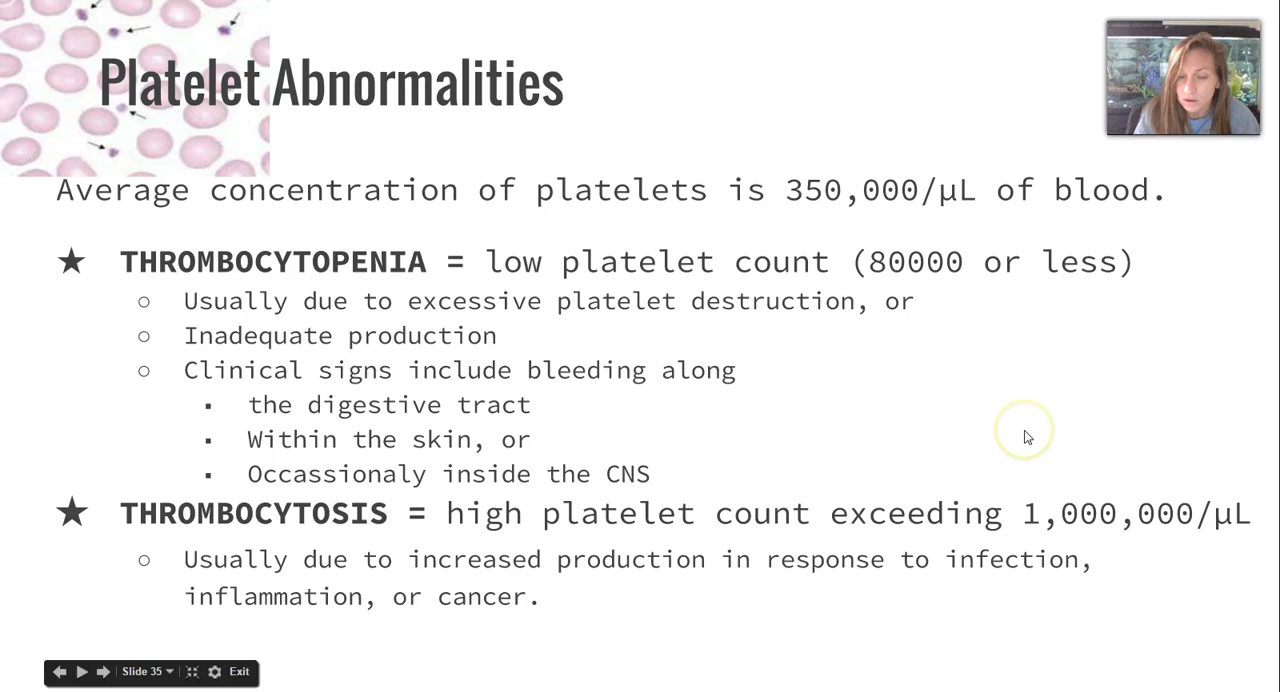 Platelet Abnormalities
Average concentration of platelets is 350,000/µL of blood.
★ THROMBOCYTOPENIA = low platelet count (80000 or less)
○ Usually due to excessive platelet destruction, or
○ Inadequate production
○ Clinical signs include bleeding along
▪ the digestive tract
▪ Within the skin, or
▪ Occassionaly inside the CNS
★ THROMBOCYTOSIS = high platelet count exceeding 1,000,000/µL
○ Usually due to increased production in response to infection,
inflammation, or cancer.
Slide 35 Exit